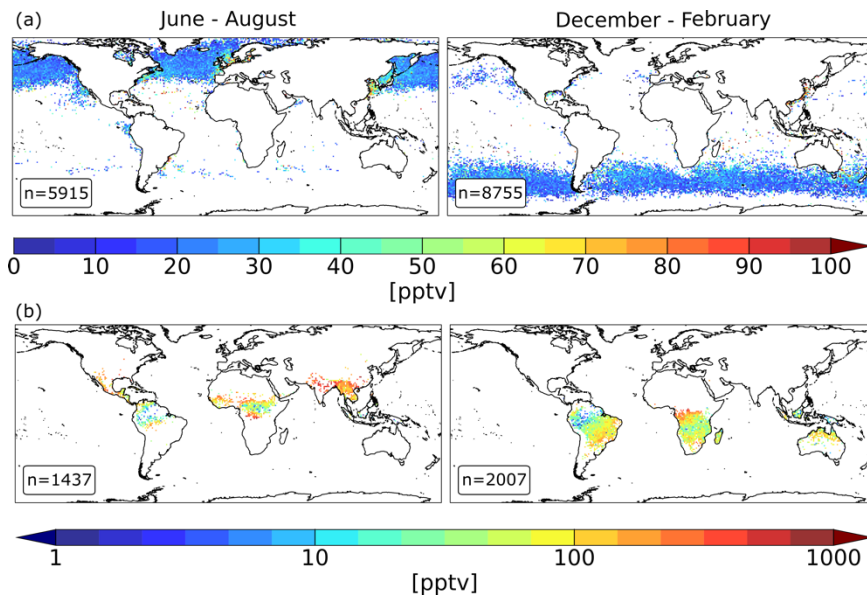 (a)
June - August
December - February
n=5915
n=8755
0 10 20 30 40 50 60 70 80 90 100
[pptv]
(b)
n=1437
n=2007
1 10 100 1000
[pptv]